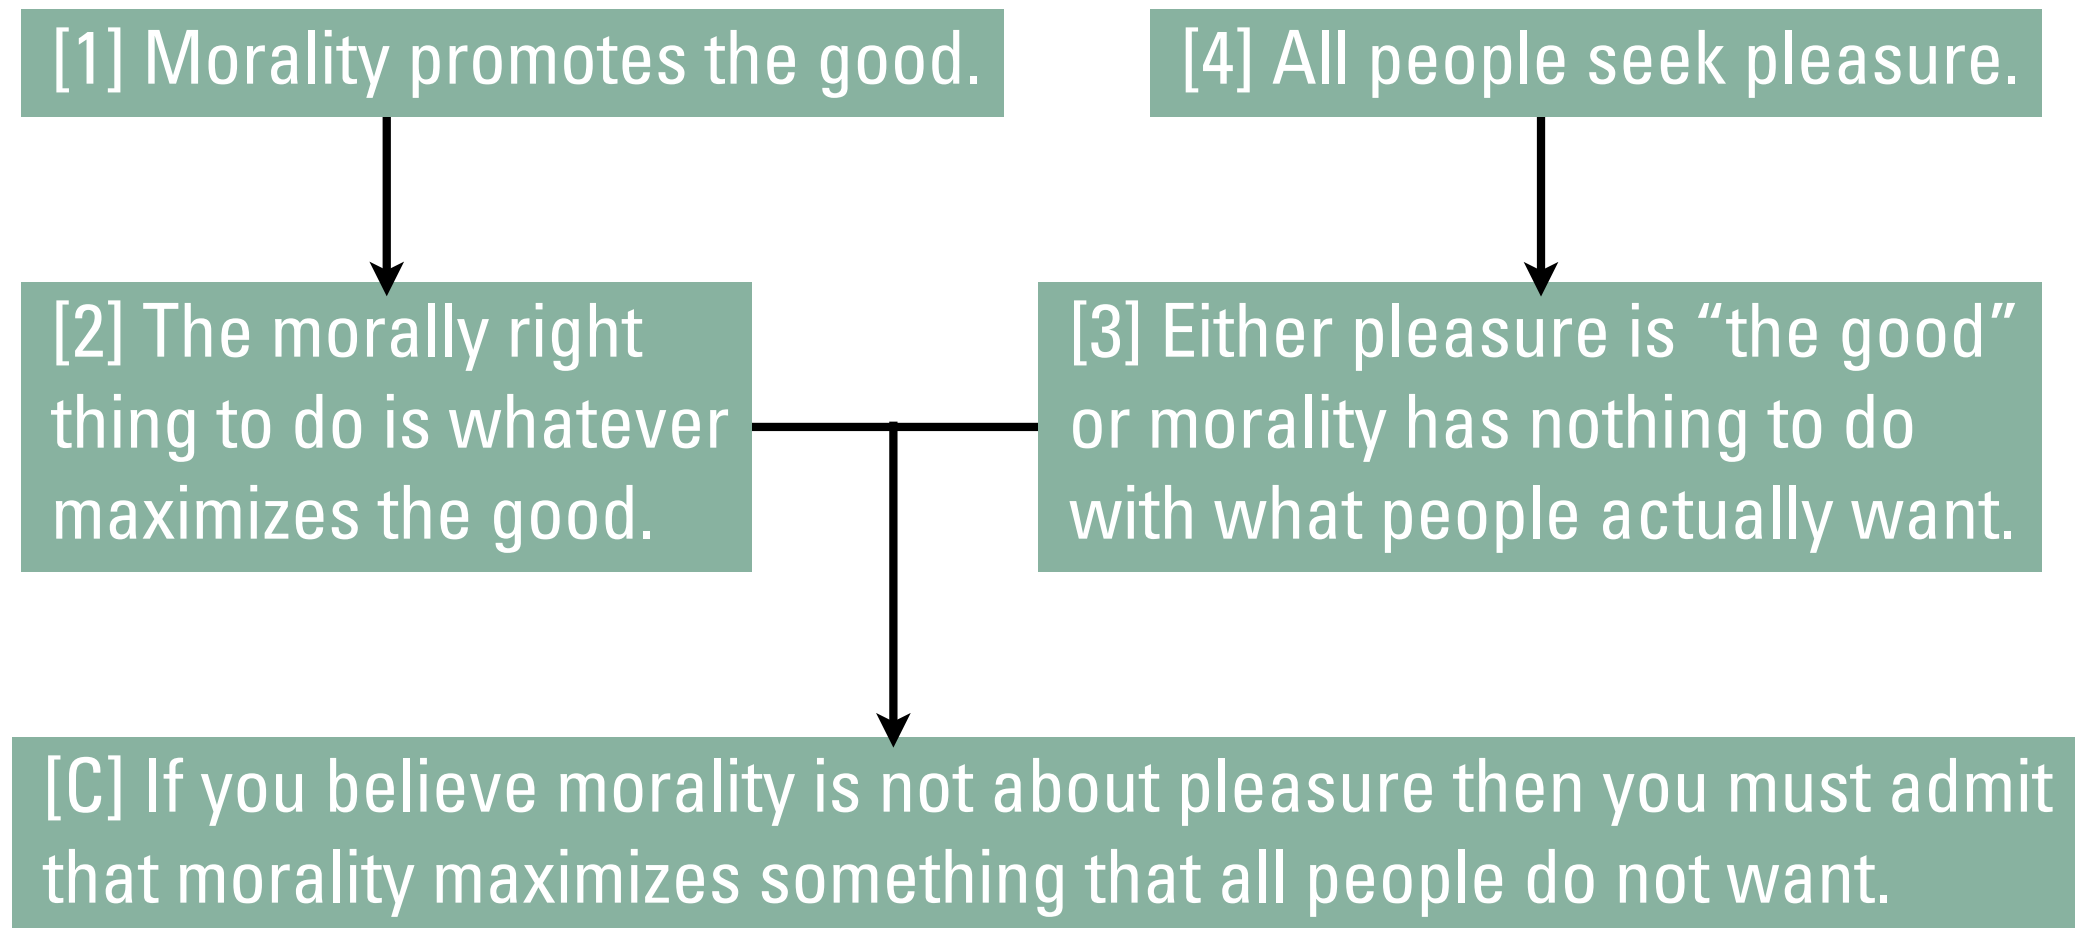 [1] Morality promotes the good.
[4] All people seek pleasure.
[2] The morally right
thing to do is whatever
maximizes the good.
[3] Either pleasure is “the good”
or morality has nothing to do
with what people actually want.
[C] If you believe morality is not about pleasure then you must admit
that morality maximizes something that all people do not want.